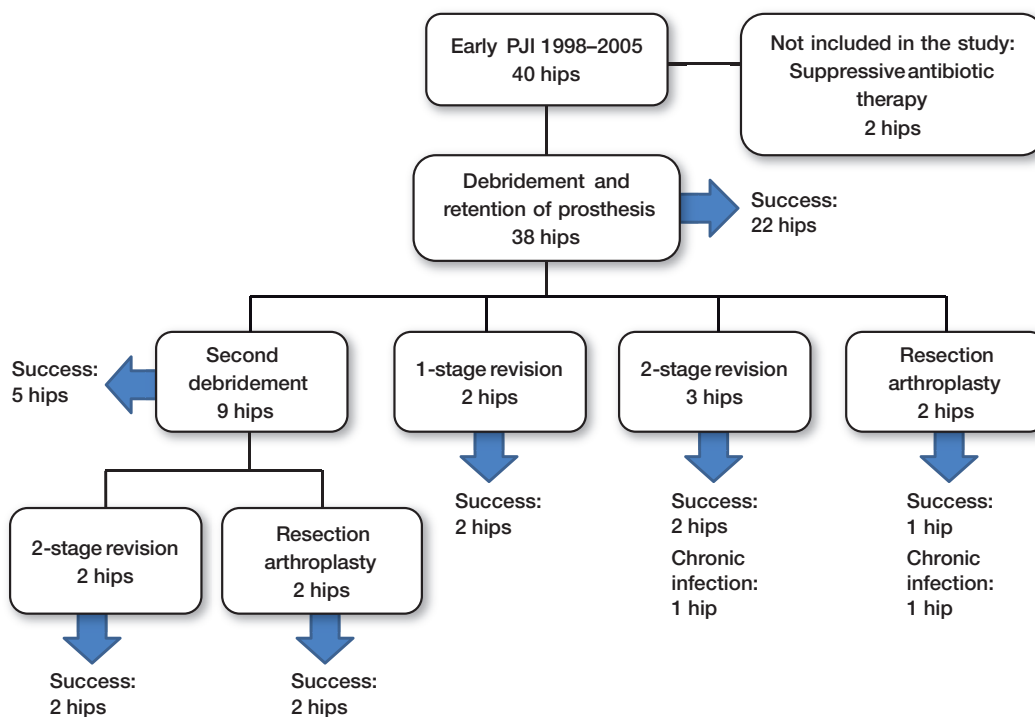 Early PJI 1998–2005
40 hips
Not included in the study:
Suppressive antibiotic
therapy
2 hips
Debridement and
retention of prosthesis
38 hips
Success:
22 hips
Success:
5 hips
Second
debridement
9 hips
1-stage revision
2 hips
2-stage revision
3 hips
Resection
arthroplasty
2 hips
2-stage revision
2 hips
Resection
arthroplasty
2 hips
Success:
2 hips
Success:
2 hips
Chronic
infection:
1 hip
Success:
1 hip
Chronic
infection:
1 hip
Success:
2 hips
Success:
2 hips